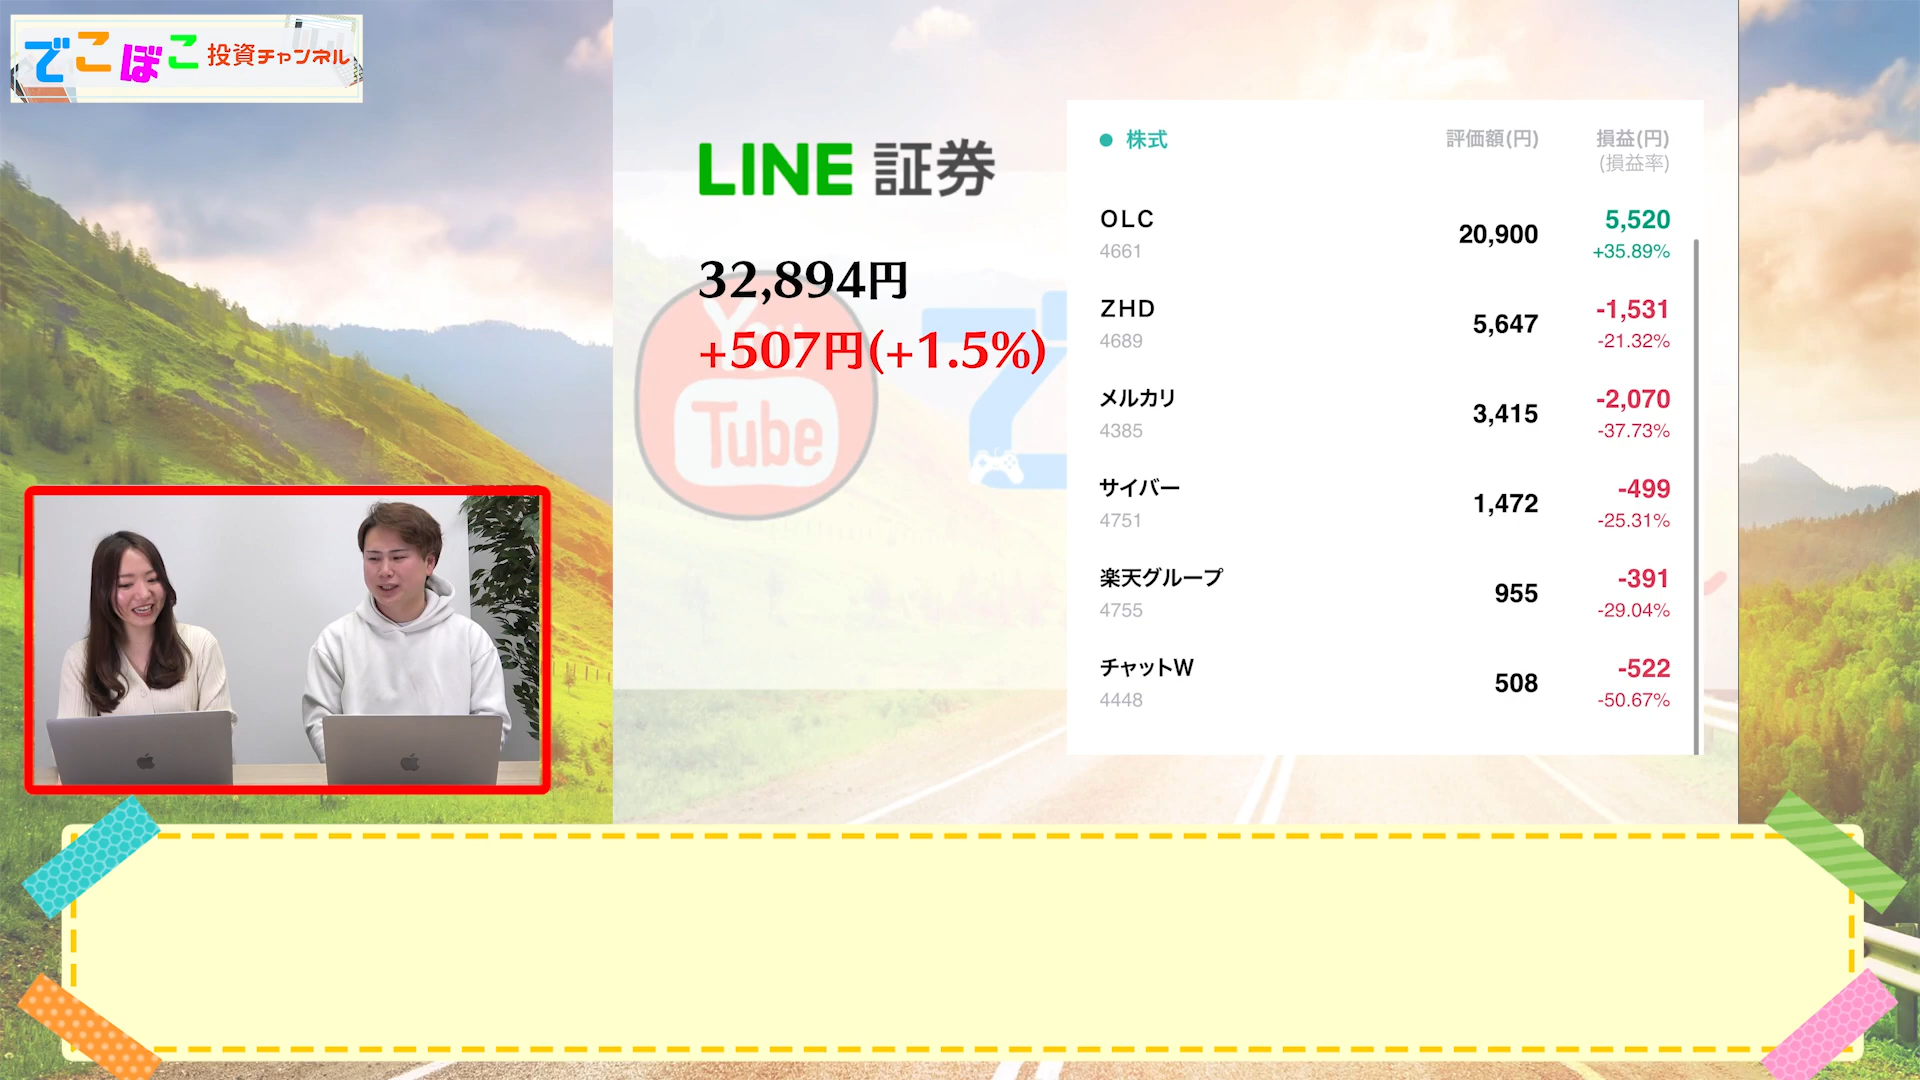 でこぼこ投資チャンネル
LINE 証券
32,894円
+507円(+1.5%)
You
Tube
株式 評価額(円) 損益(円)
(損益率)
OLC 20,900 5,520
4661 +35.89%
ZHD 5,647 -1,531
4689 -21.32%
メルカリ 3,415 -2,070
4385 -37.73%
サイバー 1,472 -499
4751 -25.31%
楽天グループ 955 -391
4755 -29.04%
チャットW 508 -522
4448 -50.67%